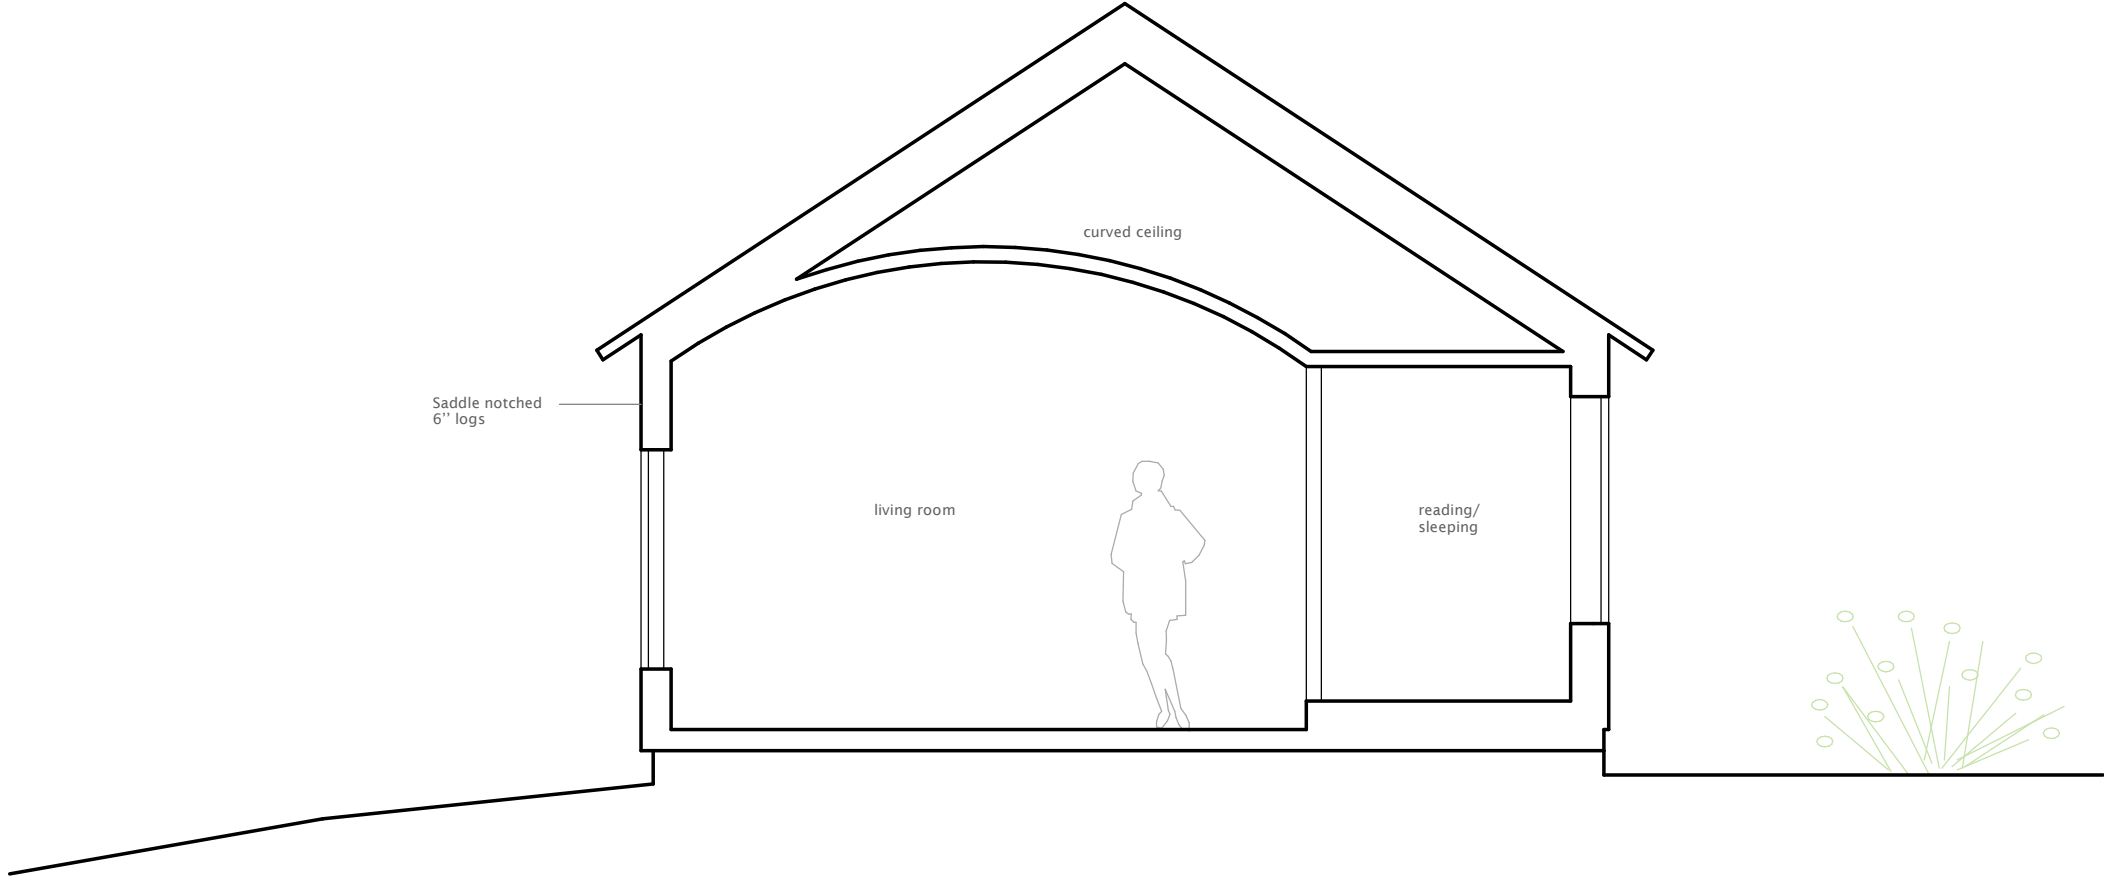 curved ceiling
Saddle notched
6’’ logs
living room
reading/
sleeping